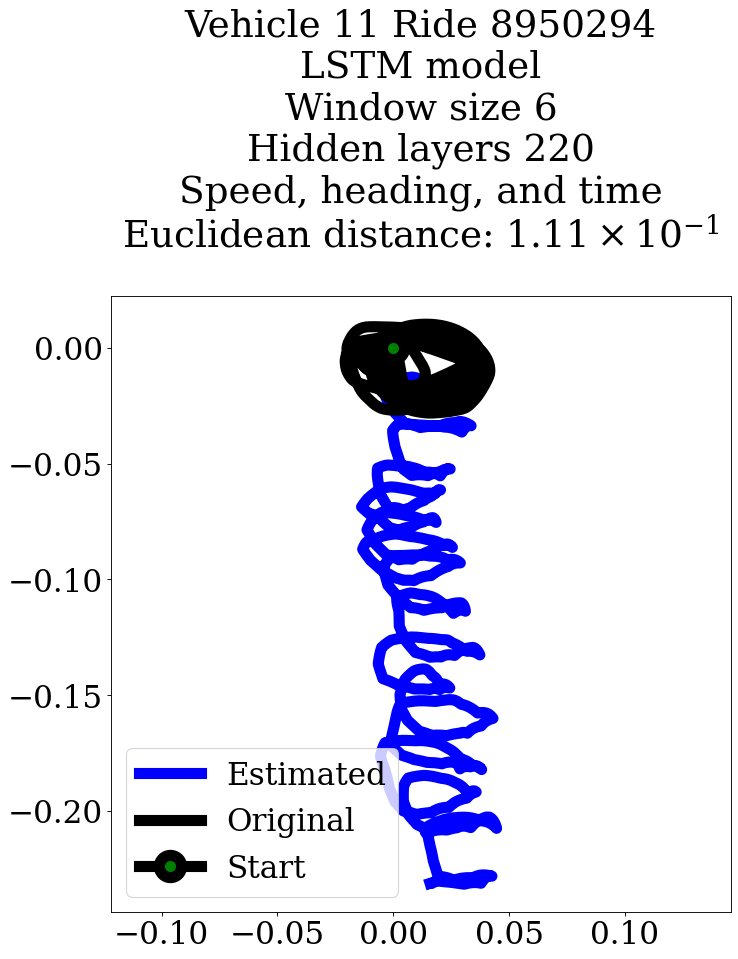 Vehicle 11 Ride 8950294
LSTM model
Window size 6
Hidden layers 220
Speed, heading, and time
Euclidean distance: 1.11 × 10⁻¹
0.00
−0.05
−0.10
−0.15
−0.20
Estimated
Original
Start
−0.10 −0.05 0.00 0.05 0.10